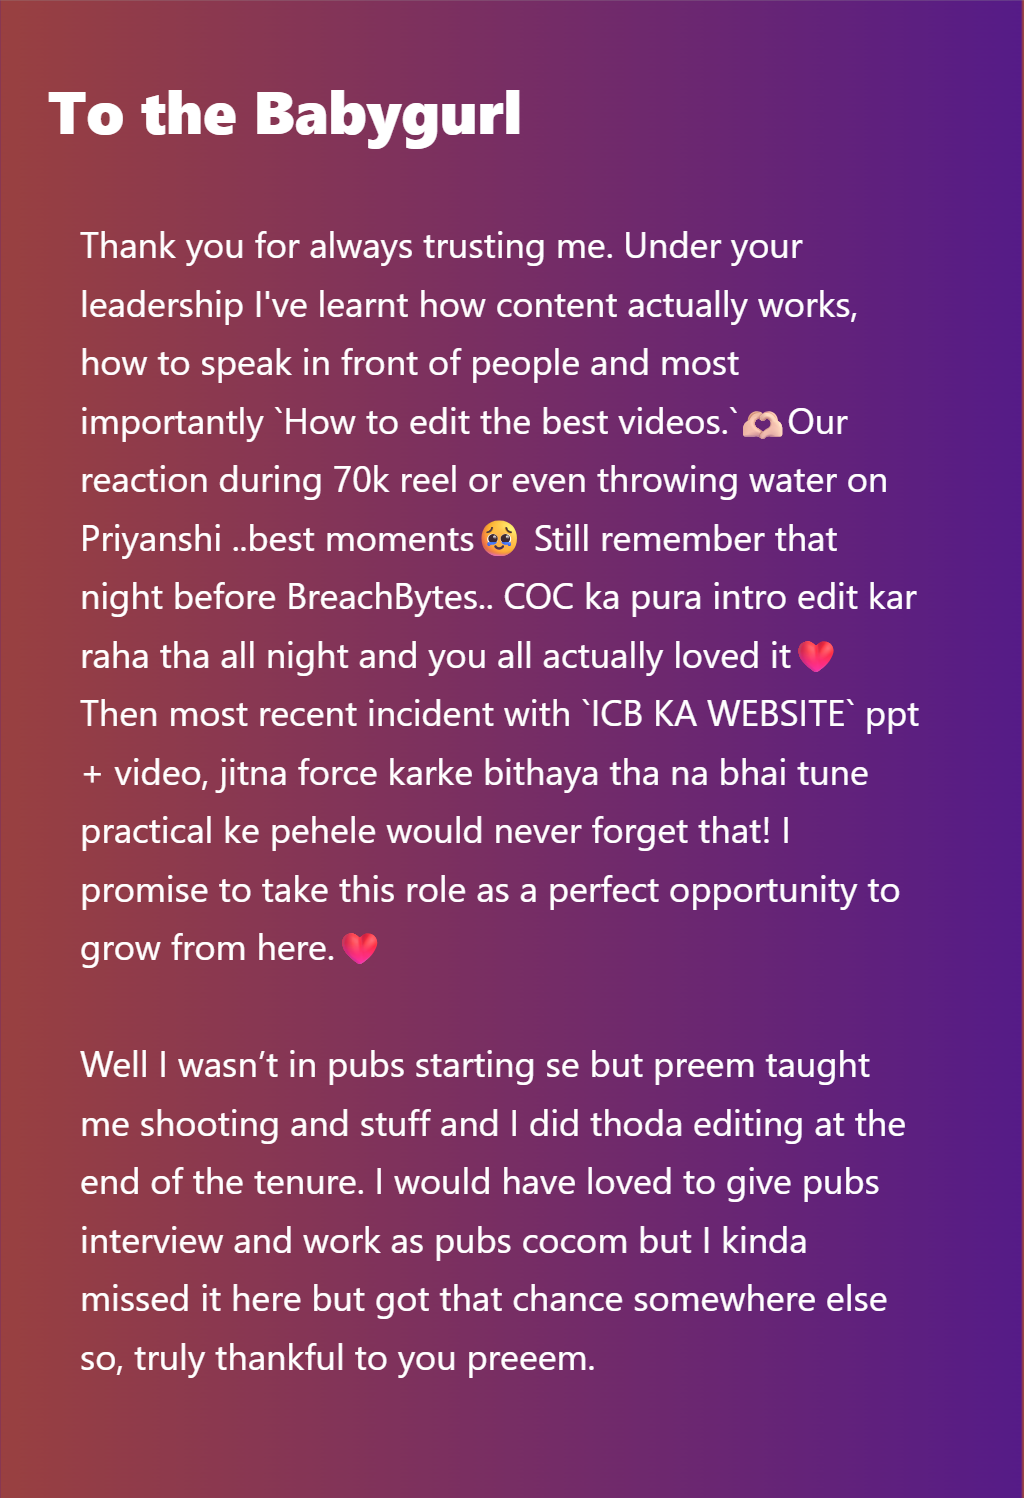 To the Babygurl
Thank you for always trusting me. Under your
leadership I've learnt how content actually works,
how to speak in front of people and most
importantly `How to edit the best videos.`🫶🏻Our
reaction during 70k reel or even throwing water on
Priyanshi ..best moments🥹 Still remember that
night before BreachBytes.. COC ka pura intro edit kar
raha tha all night and you all actually loved it❤️
Then most recent incident with `ICB KA WEBSITE` ppt
+ video, jitna force karke bithaya tha na bhai tune
practical ke pehele would never forget that! I
promise to take this role as a perfect opportunity to
grow from here.❤️
Well I wasn’t in pubs starting se but preem taught
me shooting and stuff and I did thoda editing at the
end of the tenure. I would have loved to give pubs
interview and work as pubs cocom but I kinda
missed it here but got that chance somewhere else
so, truly thankful to you preeem.